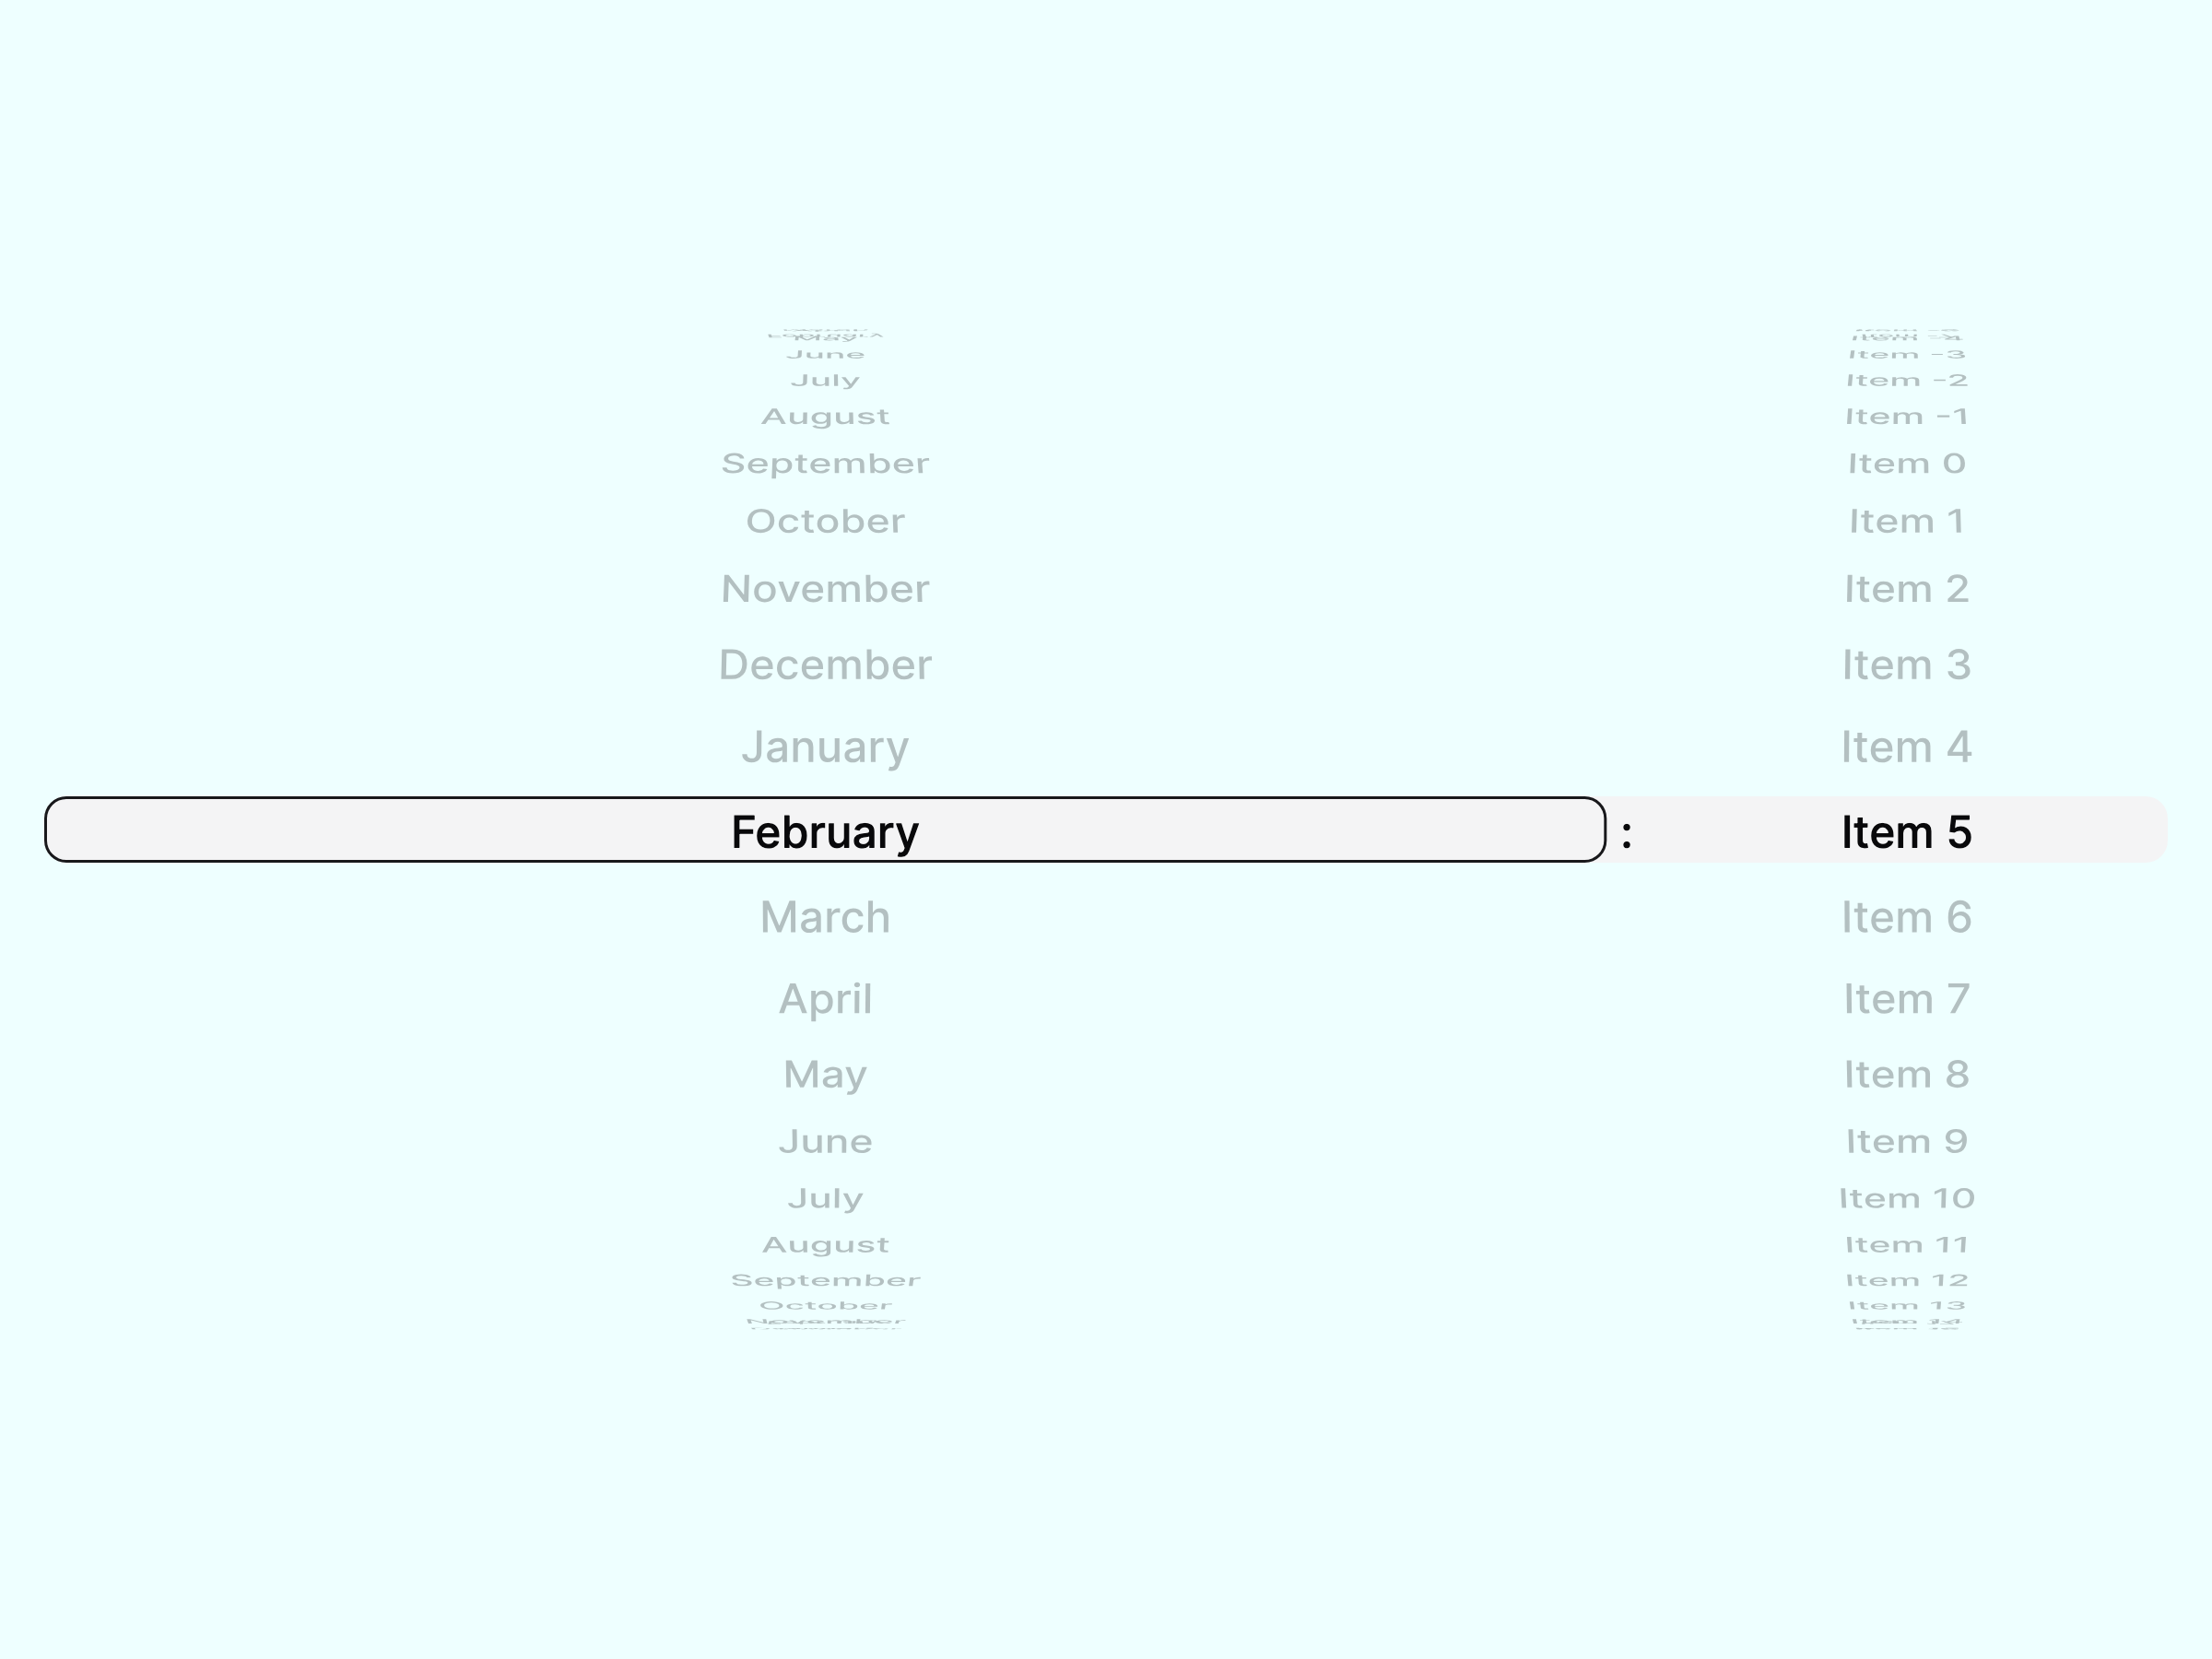 June Item -3
July Item -2
August Item -1
September Item 0
October Item 1
November Item 2
December Item 3
January Item 4
February : Item 5
March Item 6
April Item 7
May Item 8
June Item 9
July Item 10
August Item 11
September Item 12
October Item 13
November Item 14